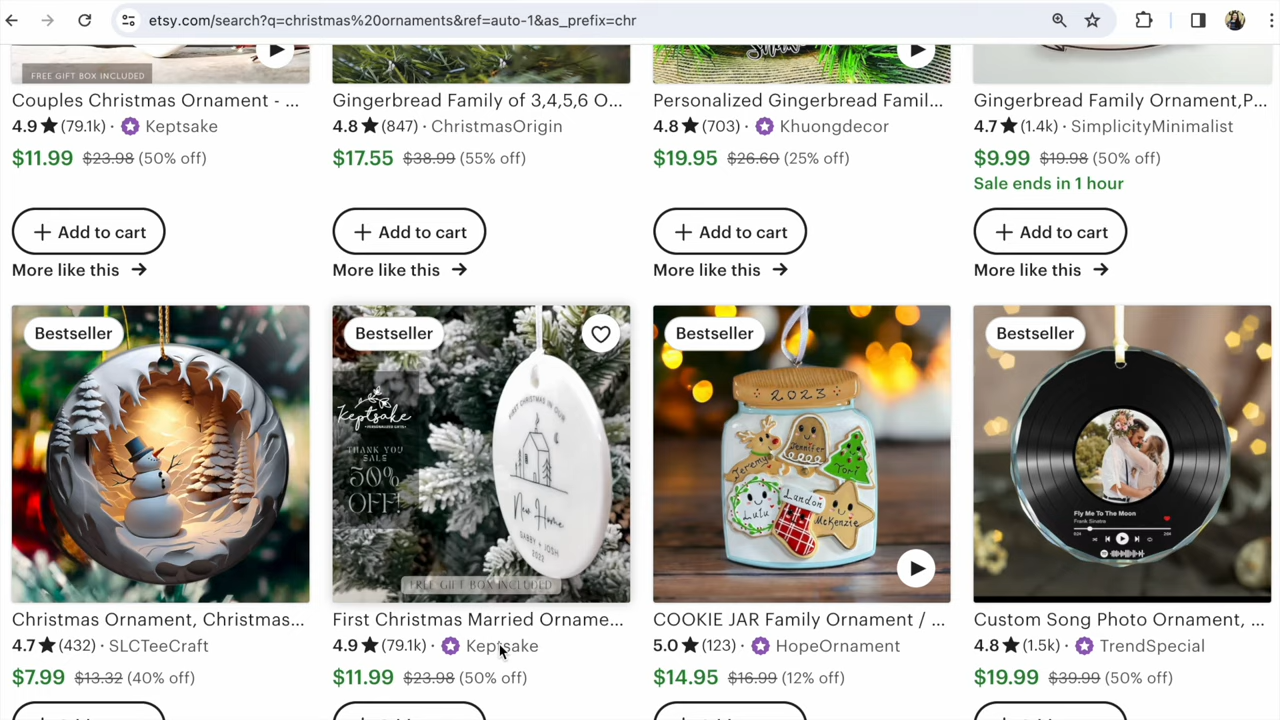 etsy.com/search?q=christmas%20ornaments&ref=auto-1&as_prefix=chr
FREE GIFT BOX INCLUDED
Couples Christmas Ornament - ...
4.9 (79.1k) · Keptsake
$11.99 $23.98 (50% off)
Add to cart
More like this
Gingerbread Family of 3,4,5,6 O...
4.8 (847) · ChristmasOrigin
$17.55 $38.99 (55% off)
Add to cart
More like this
Personalized Gingerbread Famil...
4.8 (703) · Khuongdecor
$19.95 $26.60 (25% off)
Add to cart
More like this
Gingerbread Family Ornament,P...
4.7 (1.4k) · SimplicityMinimalist
$9.99 $19.98 (50% off)
Sale ends in 1 hour
Add to cart
More like this
Bestseller
Christmas Ornament, Christmas...
4.7 (432) · SLCTeeCraft
$7.99 $13.32 (40% off)
Bestseller
Keptsake
THANK YOU
SALE
50%
OFF!
FIRST CHRISTMAS IN OUR
New Home
GABBY + JOSH
2023
FREE GIFT BOX INCLUDED
First Christmas Married Orname...
4.9 (79.1k) · Keptsake
$11.99 $23.98 (50% off)
Bestseller
2023
Jeremy
Jennifer
Tori
Lulu
Landon
McKenzie
COOKIE JAR Family Ornament / ...
5.0 (123) · HopeOrnament
$14.95 $16.99 (12% off)
Bestseller
Fly Me To The Moon
Frank Sinatra
Custom Song Photo Ornament, ...
4.8 (1.5k) · TrendSpecial
$19.99 $39.99 (50% off)